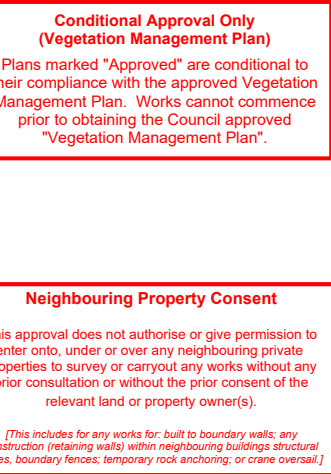 Conditional Approval Only
(Vegetation Management Plan)
Plans marked "Approved" are conditional to
heir compliance with the approved Vegetation
Management Plan. Works cannot commence
prior to obtaining the Council approved
"Vegetation Management Plan".
Neighbouring Property Consent
his approval does not authorise or give permission to
enter onto, under or over any neighbouring private
operties to survey or carryout any works without any
prior consultation or without the prior consent of the
relevant land or property owner(s).
[This includes for any works for: built to boundary walls; any
nstruction (retaining walls) within neighbouring buildings structural
es, boundary fences; temporary rock anchoring; or crane oversail.]